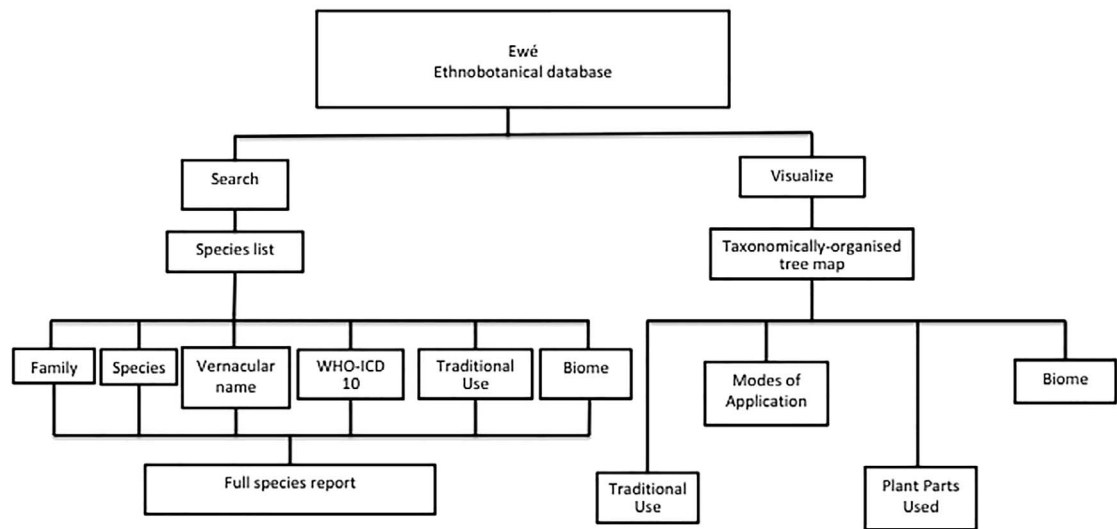 Ewé
Ethnobotanical database
Search
Visualize
Species list
Taxonomically-organised
tree map
Family
Species
Vernacular
name
WHO-ICD
10
Traditional
Use
Biome
Modes of
Application
Biome
Full species report
Traditional
Use
Plant Parts
Used